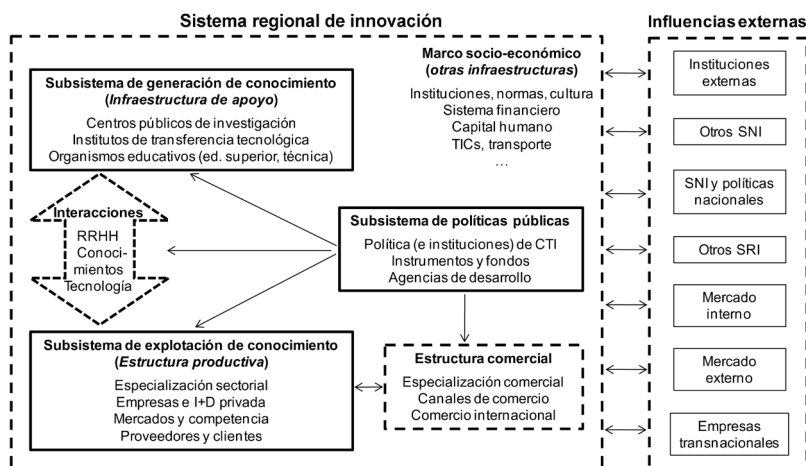 Sistema regional de innovación
Influencias externas
Subsistema de generación de conocimiento
(Infraestructura de apoyo)
Centros públicos de investigación
Institutos de transferencia tecnológica
Organismos educativos (ed. superior, técnica)
Marco socio-económico
(otras infraestructuras)
Instituciones, normas, cultura
Sistema financiero
Capital humano
TICs, transporte
...
Interacciones
RRHH
Conoci-
mientos
Tecnología
Subsistema de políticas públicas
Política (e instituciones) de CTI
Instrumentos y fondos
Agencias de desarrollo
Subsistema de explotación de conocimiento
(Estructura productiva)
Especialización sectorial
Empresas e I+D privada
Mercados y competencia
Proveedores y clientes
Estructura comercial
Especialización comercial
Canales de comercio
Comercio internacional
Instituciones
externas
Otros SNI
SNI y políticas
nacionales
Otros SRI
Mercado
interno
Mercado
externo
Empresas
transnacionales